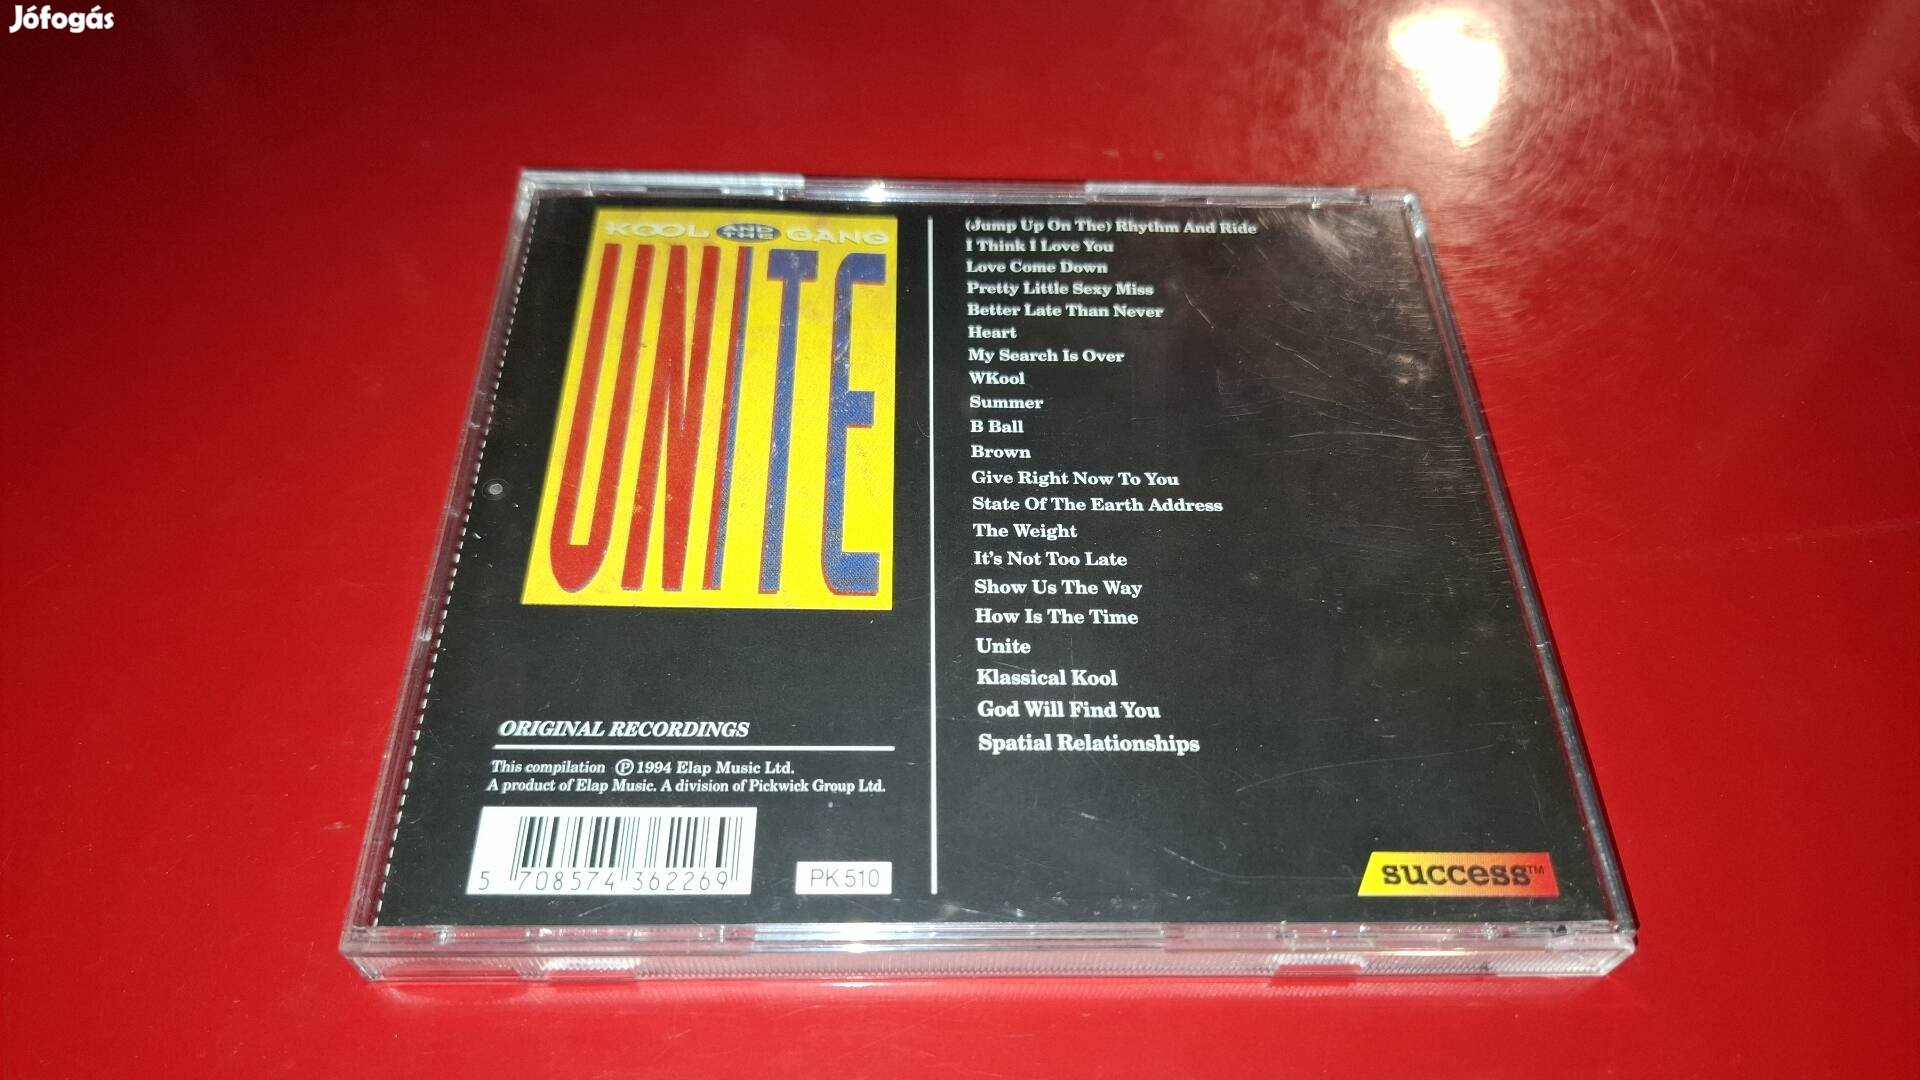 Jófogás
KOOL AND THE GANG
UNITE
ORIGINAL RECORDINGS
This compilation Ⓟ 1994 Elap Music Ltd.
A product of Elap Music. A division of Pickwick Group Ltd.
5 708574 362269
PK 510
(Jump Up On The) Rhythm And Ride
I Think I Love You
Love Come Down
Pretty Little Sexy Miss
Better Late Than Never
Heart
My Search Is Over
WKool
Summer
B Ball
Brown
Give Right Now To You
State Of The Earth Address
The Weight
It's Not Too Late
Show Us The Way
How Is The Time
Unite
Klassical Kool
God Will Find You
Spatial Relationships
success™